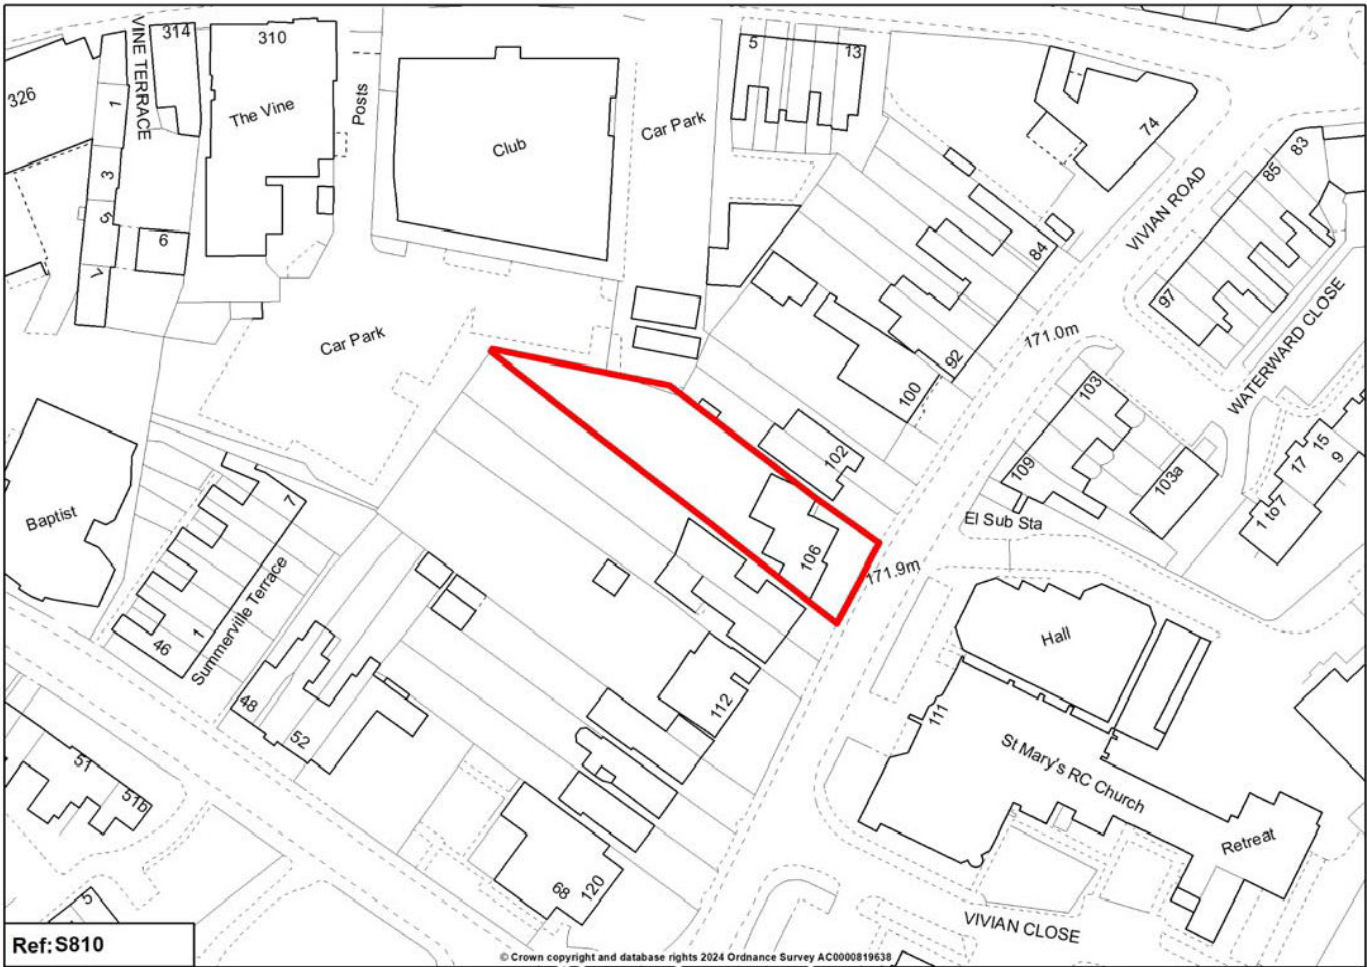 314
310
5
13
VINE TERRACE
326
1
The Vine
Posts
Club
Car Park
74
83
85
3
5
6
7
VIVIAN ROAD
84
97
171.0m
WATERWARD CLOSE
Car Park
92
100
103
102
15
17
9
109
103a
1 to 7
7
El Sub Sta
Baptist
106
171.9m
Summerville Terrace
1
46
Hall
48
52
112
111
St Mary's RC Church
51
51b
Retreat
68
120
5
VIVIAN CLOSE
Ref: S810
© Crown copyright and database rights 2024 Ordnance Survey AC0000819638